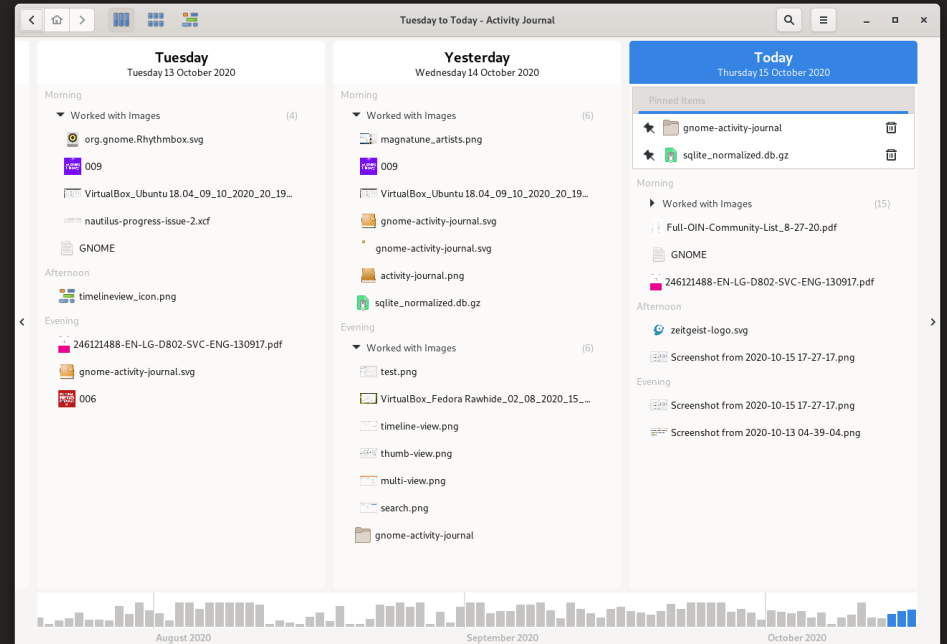 Tuesday to Today - Activity Journal
Tuesday
Tuesday 13 October 2020
Morning
Worked with Images (4)
org.gnome.Rhythmbox.svg
009
VirtualBox_Ubuntu 18.04_09_10_2020_20_19...
nautilus-progress-issue-2.xcf
GNOME
Afternoon
timelineview_icon.png
Evening
246121488-EN-LG-D802-SVC-ENG-130917.pdf
gnome-activity-journal.svg
006
Yesterday
Wednesday 14 October 2020
Morning
Worked with Images (6)
magnatune_artists.png
009
VirtualBox_Ubuntu 18.04_09_10_2020_20_19...
gnome-activity-journal.svg
gnome-activity-journal.svg
activity-journal.png
sqlite_normalized.db.gz
Evening
Worked with Images (6)
test.png
VirtualBox_Fedora Rawhide_02_08_2020_15_...
timeline-view.png
thumb-view.png
multi-view.png
search.png
gnome-activity-journal
Today
Thursday 15 October 2020
Pinned Items
gnome-activity-journal
sqlite_normalized.db.gz
Morning
Worked with Images (15)
Full-OIN-Community-List_8-27-20.pdf
GNOME
246121488-EN-LG-D802-SVC-ENG-130917.pdf
Afternoon
zeitgeist-logo.svg
Screenshot from 2020-10-15 17-27-17.png
Evening
Screenshot from 2020-10-15 17-27-17.png
Screenshot from 2020-10-13 04-39-04.png
August 2020
September 2020
October 2020